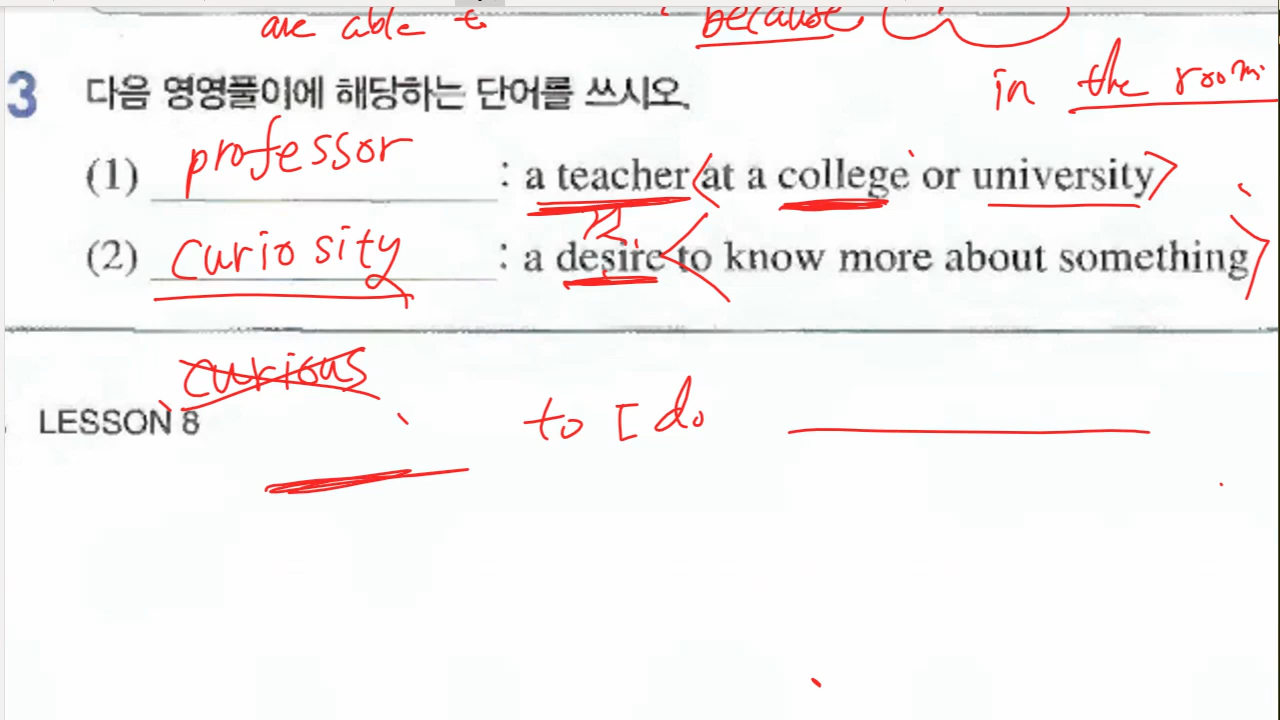 are able to because
in the room
3 다음 영영풀이에 해당하는 단어를 쓰시오.
(1) professor : a teacher at a college or university
(2) curiosity : a desire to know more about something
curious
LESSON 8 to I do